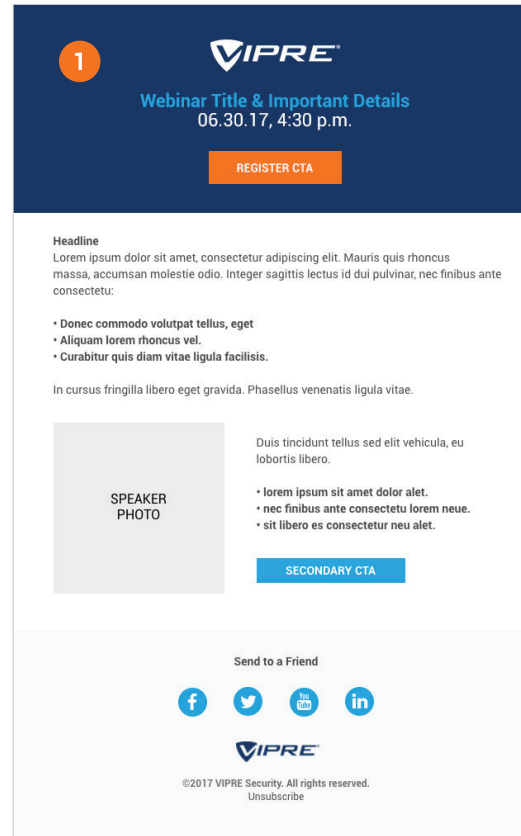 1
VIPRE®
Webinar Title & Important Details
06.30.17, 4:30 p.m.
REGISTER CTA
Headline
Lorem ipsum dolor sit amet, consectetur adipiscing elit. Mauris quis rhoncus
massa, accumsan molestie odio. Integer sagittis lectus id dui pulvinar, nec finibus ante
consectetu:
• Donec commodo volutpat tellus, eget
• Aliquam lorem rhoncus vel.
• Curabitur quis diam vitae ligula facilisis.
In cursus fringilla libero eget gravida. Phasellus venenatis ligula vitae.
SPEAKER
PHOTO
Duis tincidunt tellus sed elit vehicula, eu
lobortis libero.
• lorem ipsum sit amet dolor alet.
• nec finibus ante consectetu lorem neue.
• sit libero es consectetur neu alet.
SECONDARY CTA
Send to a Friend
f
You
Tube
in
VIPRE
©2017 VIPRE Security. All rights reserved.
Unsubscribe